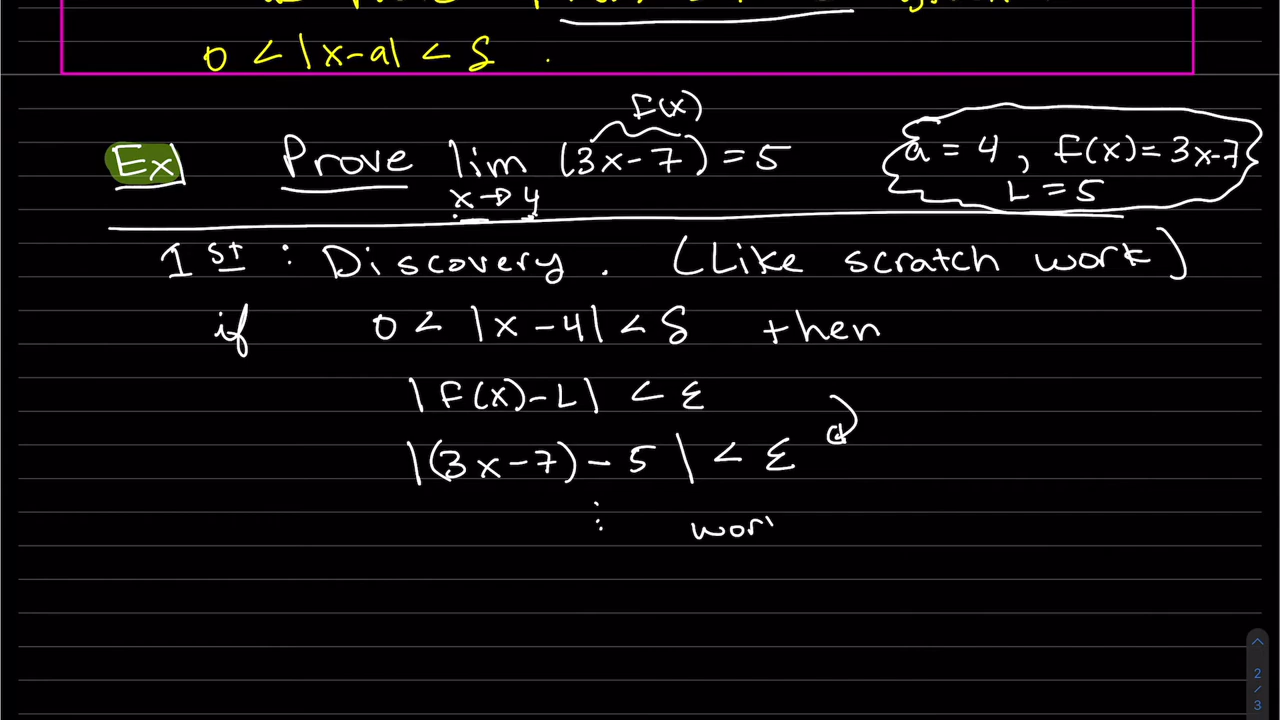 0 < |x-a| < δ .
f(x)
Ex Prove lim (3x-7) = 5
x→4
a = 4, f(x) = 3x-7
L = 5
1st : Discovery. (Like scratch work)
if 0 < |x - 4| < δ then
|f(x)-L| < ε
|(3x-7) - 5| < ε
⋮ wor
2
/
3